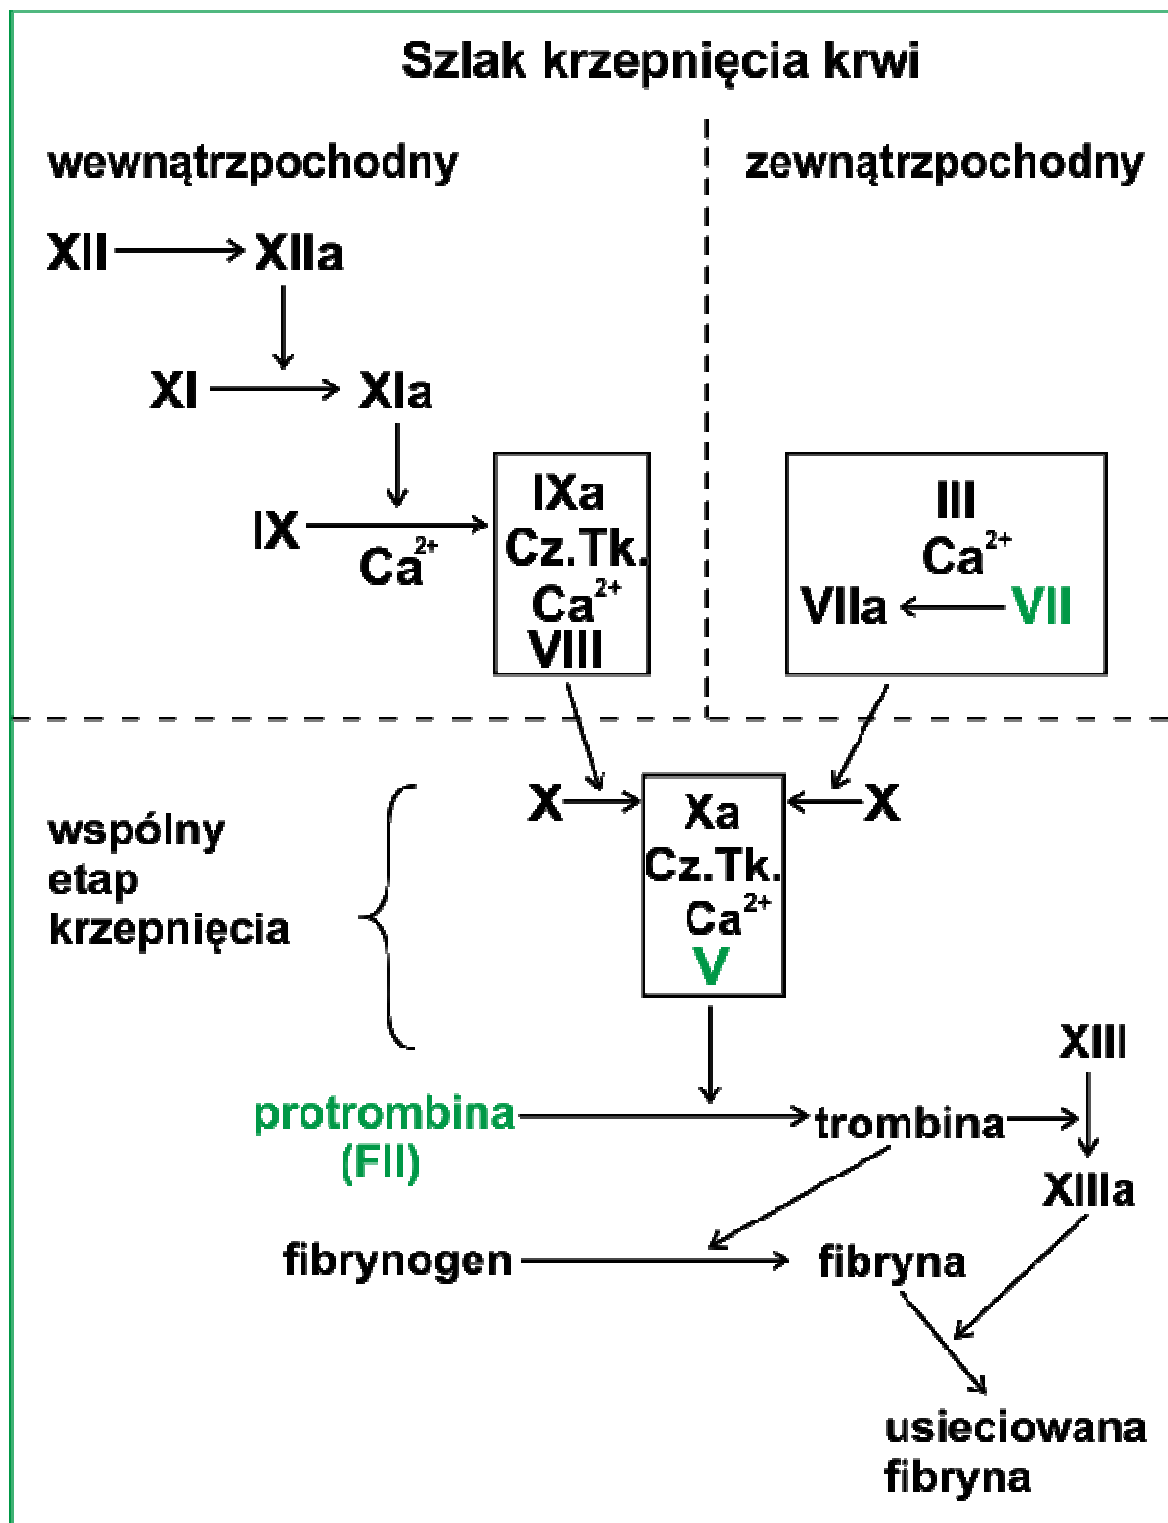 Szlak krzepnięcia krwi
wewnątrzpochodny
zewnątrzpochodny
XII
XIIa
XI
XIa
IX
Ca²⁺
IXa
Cz.Tk.
Ca²⁺
VIII
III
Ca²⁺
VIIa
VII
wspólny
etap
krzepnięcia
X
Xa
Cz.Tk.
Ca²⁺
V
X
XIII
protrombina
(FII)
trombina
XIIIa
fibrynogen
fibryna
usieciowana
fibryna